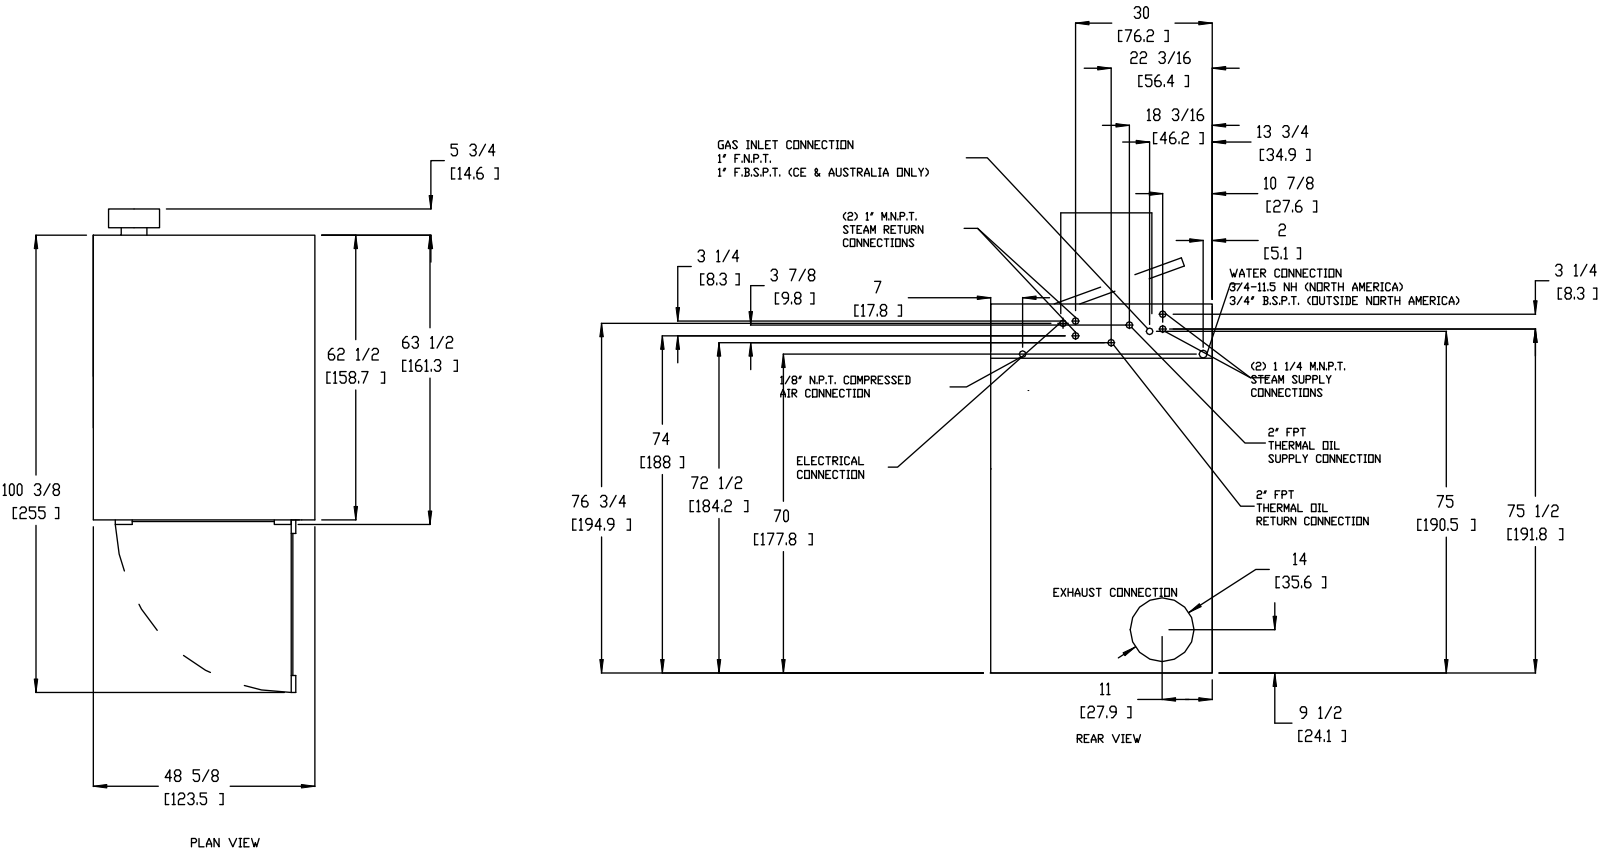 5 3/4
[14.6 ]
62 1/2
[158.7 ]
63 1/2
[161.3 ]
100 3/8
[255 ]
48 5/8
[123.5 ]
PLAN VIEW
30
[76.2 ]
22 3/16
[56.4 ]
18 3/16
[46.2 ]
13 3/4
[34.9 ]
10 7/8
[27.6 ]
2
[5.1 ]
GAS INLET CONNECTION
1" F.N.P.T.
1" F.B.S.P.T. (CE & AUSTRALIA ONLY)
(2) 1" M.N.P.T.
STEAM RETURN
CONNECTIONS
3 1/4
[8.3 ]
3 7/8
[9.8 ]
7
[17.8 ]
WATER CONNECTION
3/4-11.5 NH (NORTH AMERICA)
3/4" B.S.P.T. (OUTSIDE NORTH AMERICA)
3 1/4
[8.3 ]
1/8" N.P.T. COMPRESSED
AIR CONNECTION
(2) 1 1/4 M.N.P.T.
STEAM SUPPLY
CONNECTIONS
2" FPT
THERMAL OIL
SUPPLY CONNECTION
ELECTRICAL
CONNECTION
2" FPT
THERMAL OIL
RETURN CONNECTION
74
[188 ]
72 1/2
[184.2 ]
76 3/4
[194.9 ]
70
[177.8 ]
75
[190.5 ]
75 1/2
[191.8 ]
14
[35.6 ]
EXHAUST CONNECTION
11
[27.9 ]
9 1/2
[24.1 ]
REAR VIEW